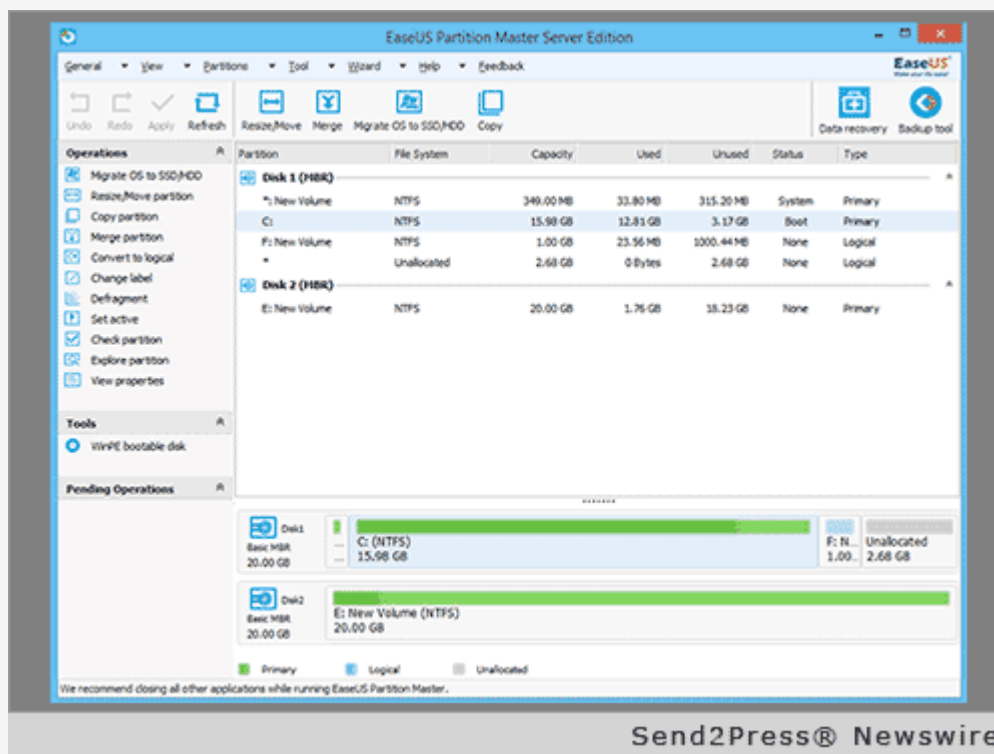 EaseUS Partition Master Server Edition
General View Partitions Tool Wizard Help Feedback
EaseUS
Undo Redo Apply Refresh Resize/Move Merge Migrate OS to SSD/HDD Copy Data recovery Backup tool
Operations
Migrate OS to SSD/HDD
Resize/Move partition
Copy partition
Merge partition
Convert to logical
Change label
Defragment
Set active
Check partition
Explore partition
View properties
Tools
WinPE bootable disk
Pending Operations
Partition File System Capacity Used Unused Status Type
Disk 1 (MBR)
*: New Volume NTFS 349.00 MB 33.80 MB 315.20 MB System Primary
C: NTFS 15.98 GB 12.81 GB 3.17 GB Boot Primary
F: New Volume NTFS 1.00 GB 23.56 MB 1000.44 MB None Logical
* Unallocated 2.68 GB 0 Bytes 2.68 GB None Logical
Disk 2 (MBR)
E: New Volume NTFS 20.00 GB 1.76 GB 18.23 GB None Primary
Disk1
Basic MBR
20.00 GB
...
...
C: (NTFS)
15.98 GB
F: N...
1.00...
Unallocated
2.68 GB
Disk2
Basic MBR
20.00 GB
E: New Volume (NTFS)
20.00 GB
Primary Logical Unallocated
We recommend closing all other applications while running EaseUS Partition Master.
Send2Press® Newswire